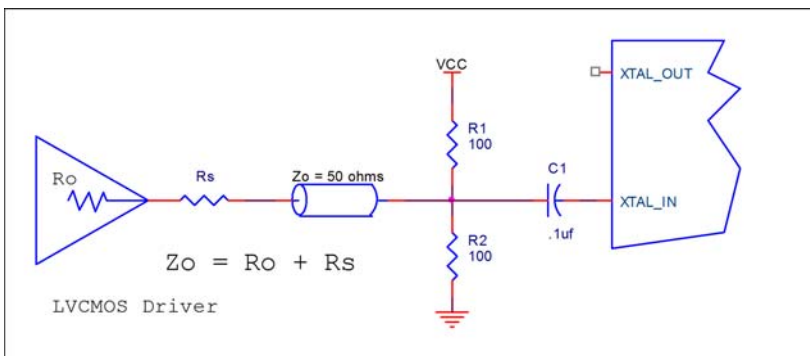 VCC
XTAL_OUT
R1
100
Ro
Rs
Zo = 50 ohms
C1
XTAL_IN
.1uf
R2
100
Zo = Ro + Rs
LVCMOS Driver